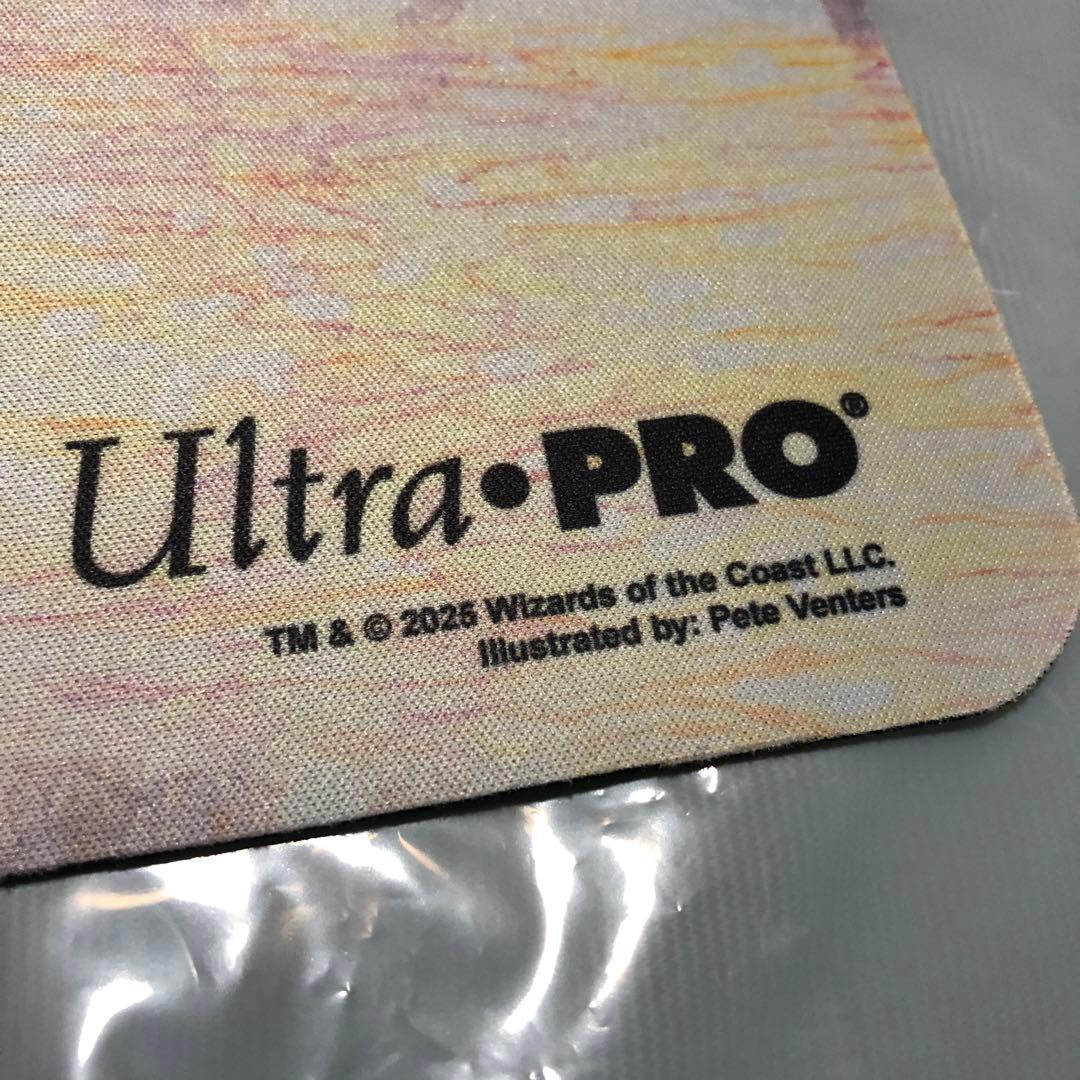 Ultra•PRO®
TM & © 2025 Wizards of the Coast LLC.
Illustrated by: Pete Venters